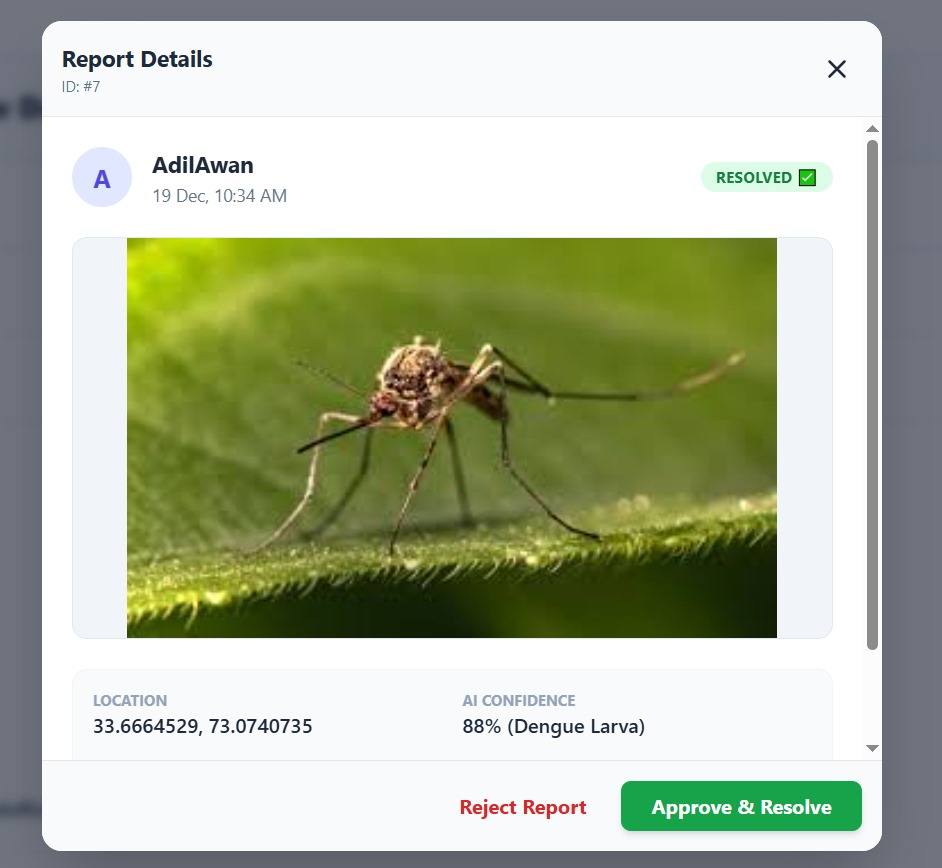 Report Details
ID: #7
A
AdilAwan
19 Dec, 10:34 AM
RESOLVED ✅
LOCATION
33.6664529, 73.0740735
AI CONFIDENCE
88% (Dengue Larva)
Reject Report
Approve & Resolve